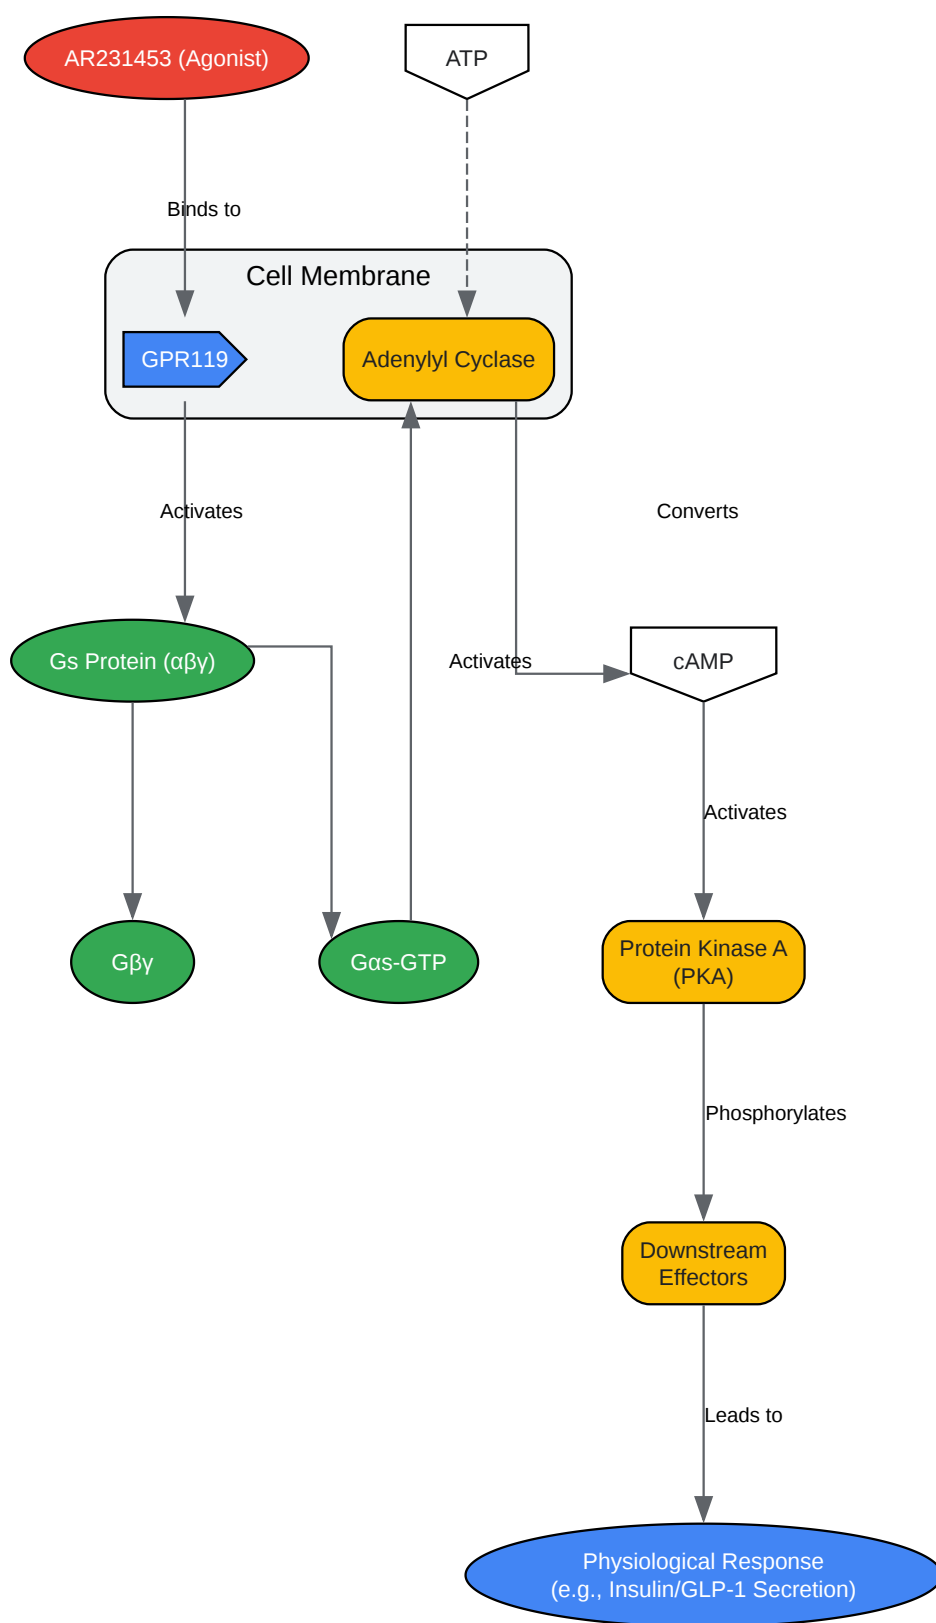 AR231453 (Agonist)
ATP
Binds to
Cell Membrane
GPR119
Adenylyl Cyclase
Activates
Converts
Gs Protein (αβγ)
Activates
cAMP
Activates
Gβγ
Gαs-GTP
Protein Kinase A
(PKA)
Phosphorylates
Downstream
Effectors
Leads to
Physiological Response
(e.g., Insulin/GLP-1 Secretion)